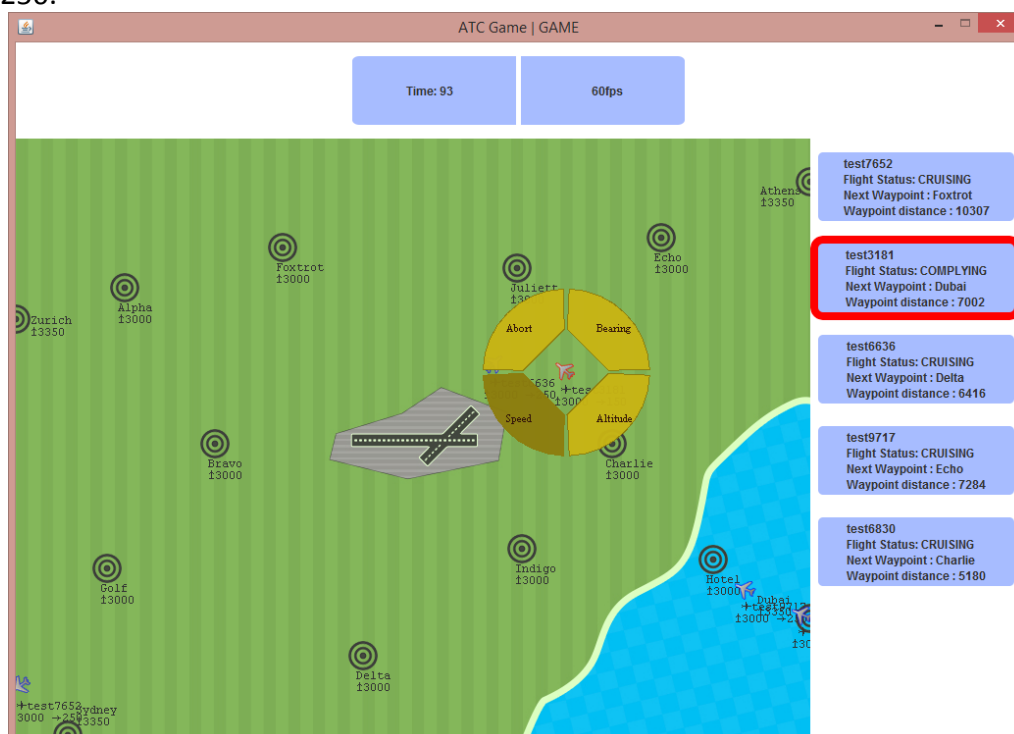 250.
ATC Game | GAME
Time: 93
60fps
test7652
Flight Status: CRUISING
Next Waypoint : Foxtrot
Waypoint distance : 10307
test3181
Flight Status: COMPLYING
Next Waypoint : Dubai
Waypoint distance : 7002
test6636
Flight Status: CRUISING
Next Waypoint : Delta
Waypoint distance : 6416
test9717
Flight Status: CRUISING
Next Waypoint : Echo
Waypoint distance : 7284
test6830
Flight Status: CRUISING
Next Waypoint : Charlie
Waypoint distance : 5180
Athens
‡3350
Echo
‡3000
Foxtrot
‡3000
Juliett
Alpha
‡3000
Zurich
‡3350
Abort
Bearing
Speed
Altitude
Bravo
‡3000
Charlie
‡3000
Indigo
‡3000
Golf
‡3000
Hotel
‡3000
Dubai
‡3350
Delta
‡3000
test7652
3000 →250
Sydney
‡3350